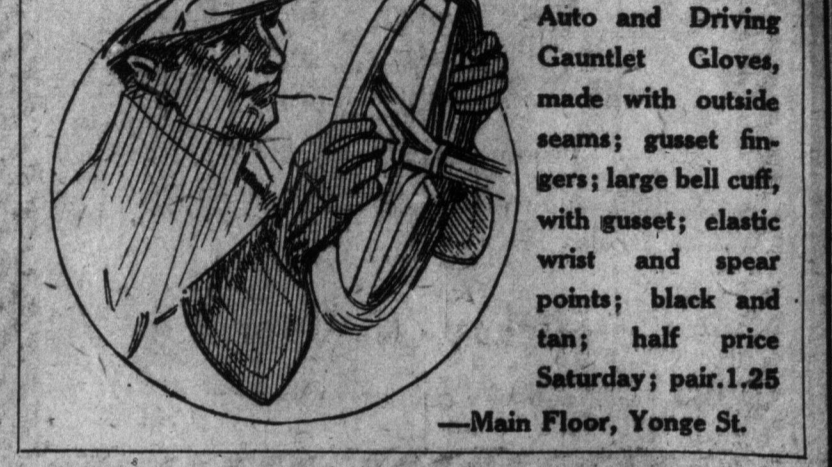 Auto and Driving
Gauntlet Gloves,
made with outside
seams; gusset fin-
gers; large bell cuff,
with gusset; elastic
wrist and spear
points; black and
tan; half price
Saturday; pair.1.25
—Main Floor, Yonge St.